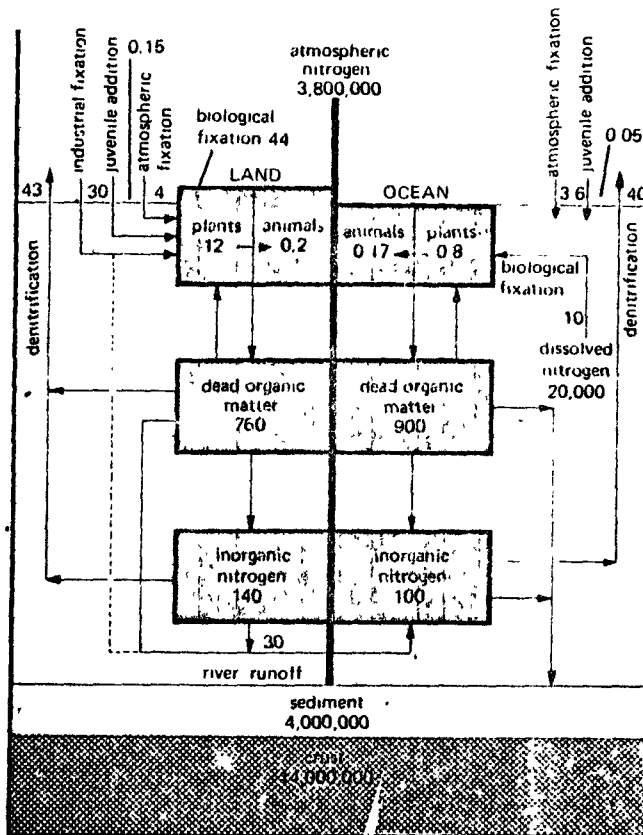 atmospheric
nitrogen
3,800,000
industrial fixation
juvenile addition
0.15
atmospheric
fixation
biological
fixation 44
LAND
OCEAN
atmospheric fixation
juvenile addition
0 05
43
30
4
3 6
40
plants
12
animals
0.2
animals
0 17
plants
0 8
biological
fixation
10
dissolved
nitrogen
20,000
denitrification
denitrification
dead organic
matter
760
dead organic
matter
900
inorganic
nitrogen
140
inorganic
nitrogen
100
30
river runoff
sediment
4,000,000
crust